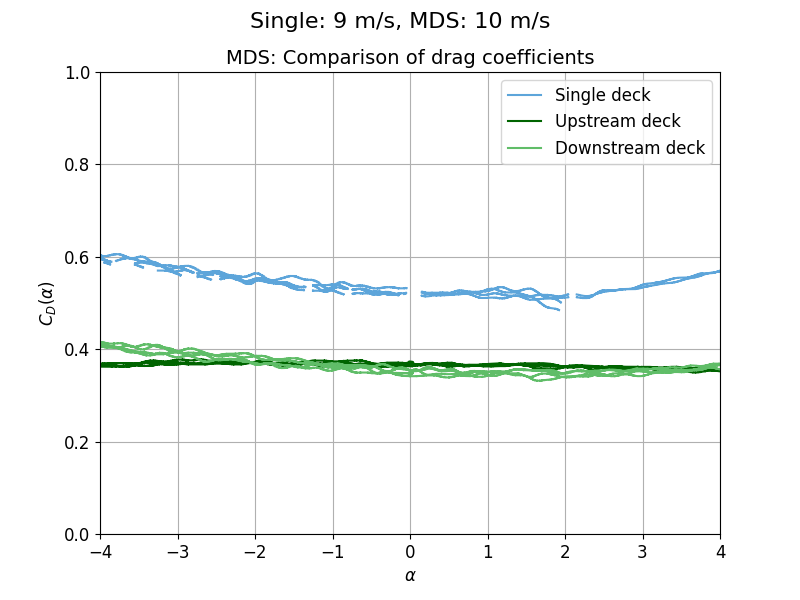 Single: 9 m/s, MDS: 10 m/s
MDS: Comparison of drag coefficients
Single deck
Upstream deck
Downstream deck
1.0
0.8
0.6
0.4
0.2
0.0
C_D(α)
−4
−3
−2
−1
0
1
2
3
4
α